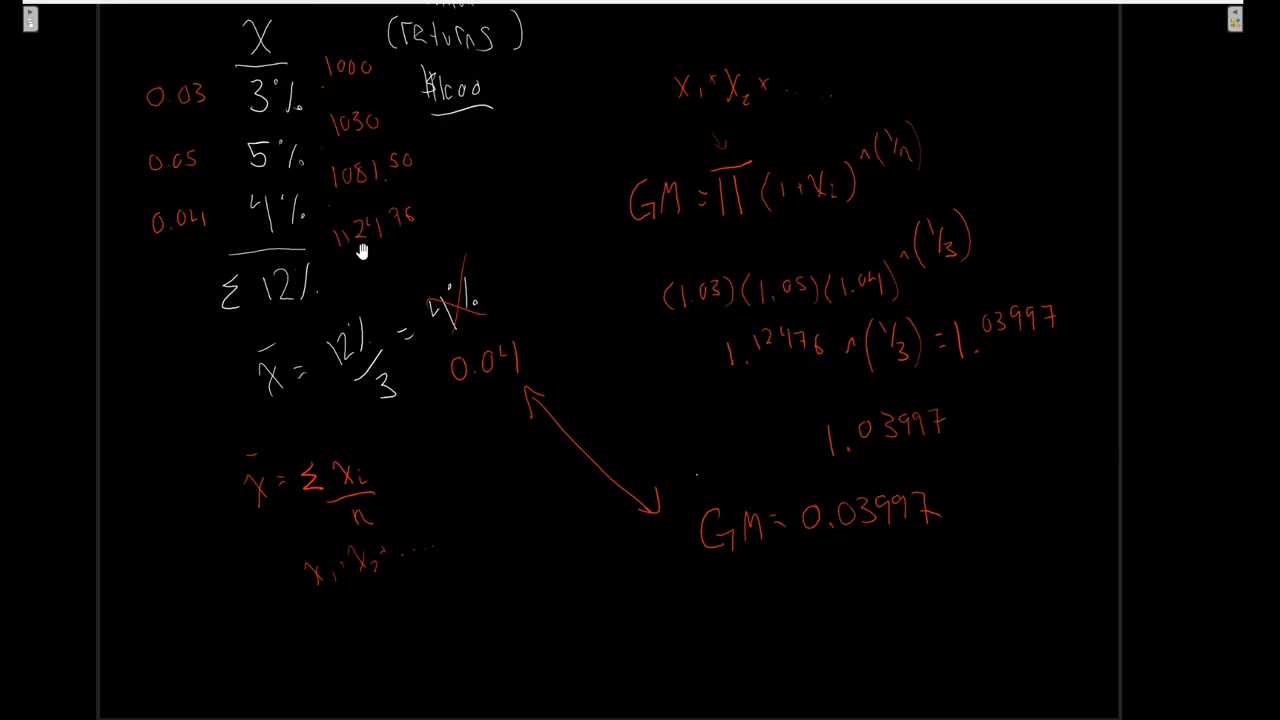 X
(returns)
$1000
1000
0.03 3%
1030
0.05 5%
1081.50
0.04 4%
1124.76
Σ 12%
x̄ = 12%/3 = 4%
0.04
x̄ = Σ xi / n
x1 + x2 + ....
x1 * x2 * .....
GM = Π (1 + xi)^(1/n)
(1.03)(1.05)(1.04)^(1/3)
1.12476 ^(1/3) = 1.03997
1.03997
GM = 0.03997